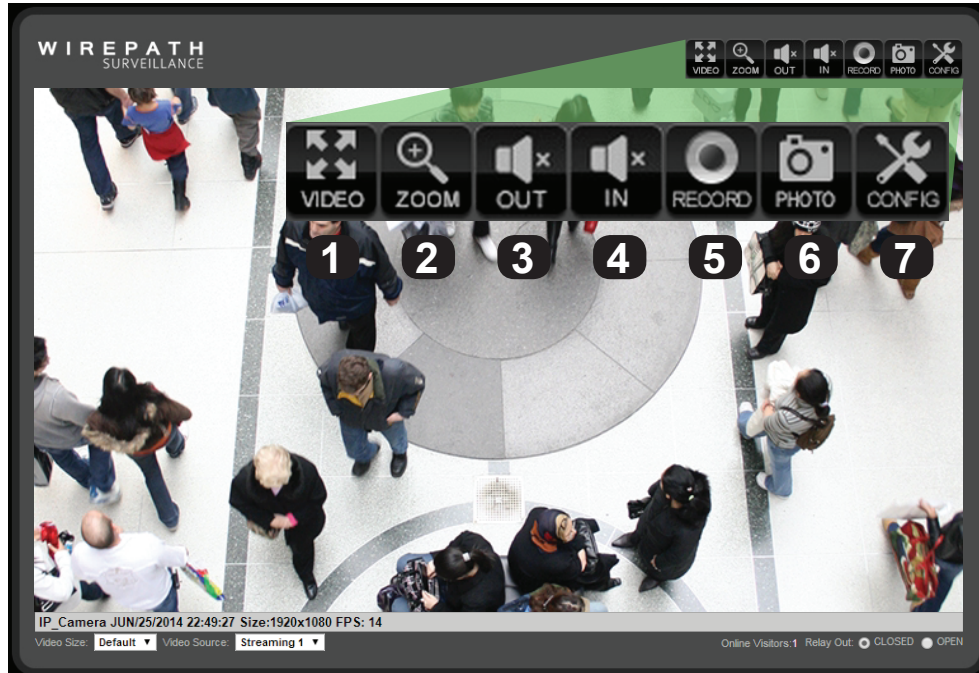 WIREPATH
SURVEILLANCE
VIDEO ZOOM OUT IN RECORD PHOTO CONFIG
VIDEO ZOOM OUT IN RECORD PHOTO CONFIG
1 2 3 4 5 6 7
IP_Camera JUN/25/2014 22:49:27 Size:1920x1080 FPS: 14
Video Size: Default Video Source: Streaming 1 Online Visitors:1 Relay Out: CLOSED OPEN